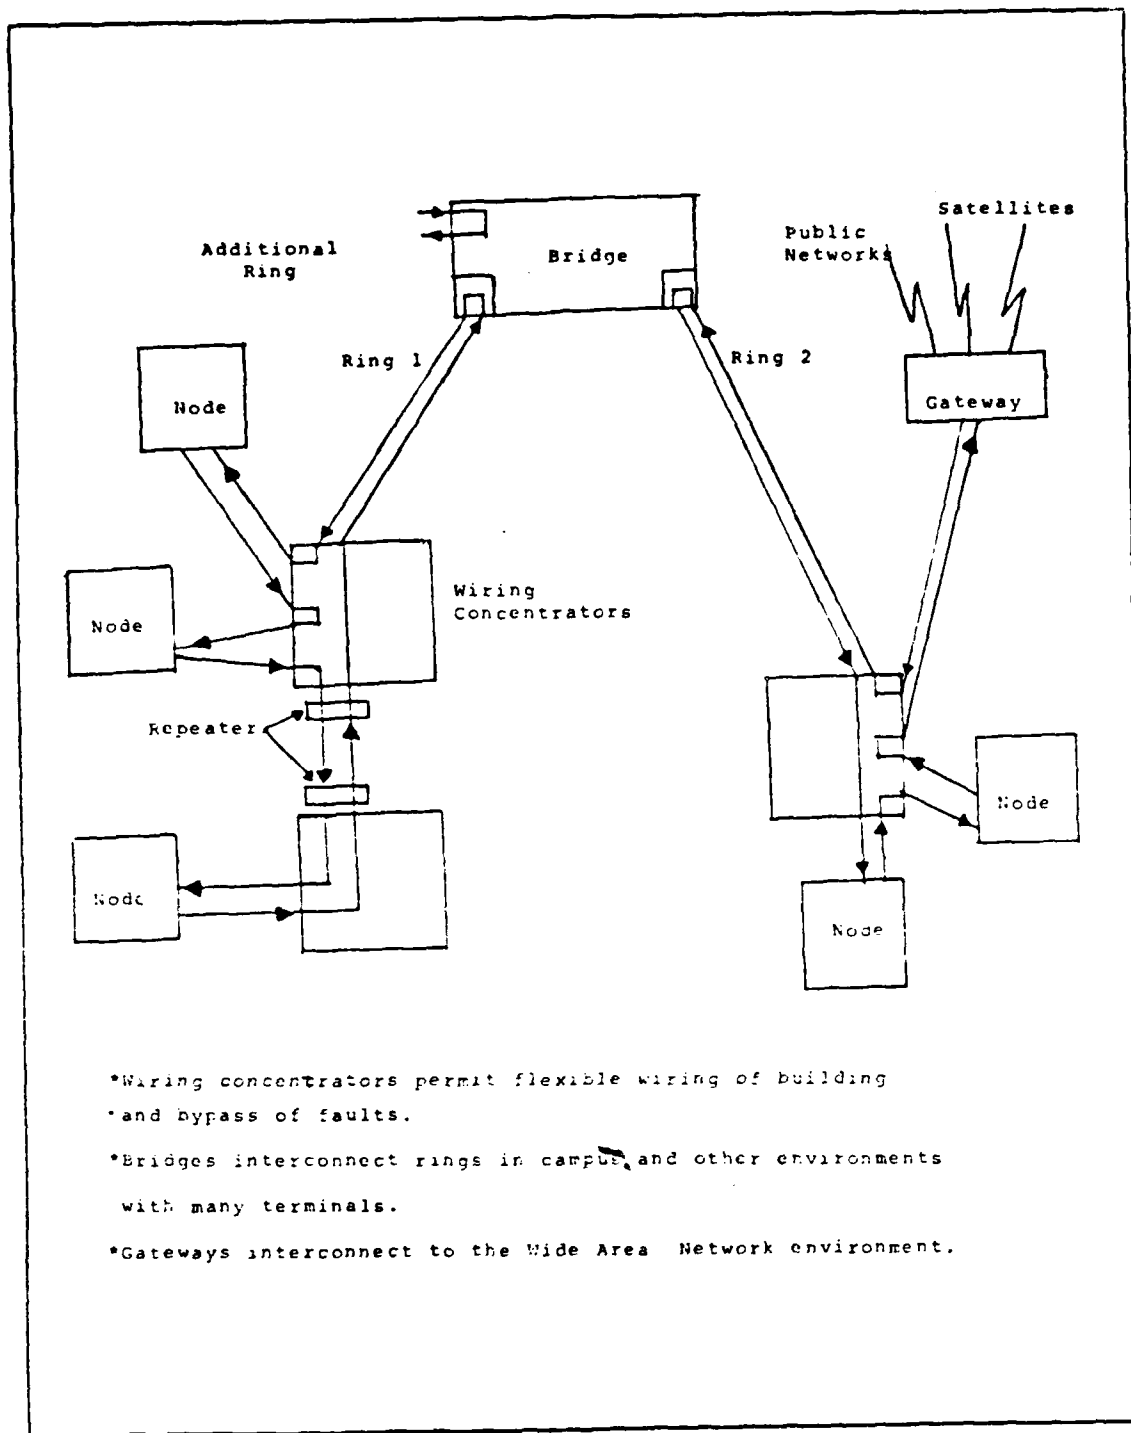 Satellites
Public
Networks
Additional
Ring
Bridge
Ring 1
Ring 2
Node
Gateway
Wiring
Concentrators
Node
Repeater
Node
Node
Node
*Wiring concentrators permit flexible wiring of building
and bypass of faults.
*Bridges interconnect rings in campus, and other environments
with many terminals.
*Gateways interconnect to the Wide Area Network environment.